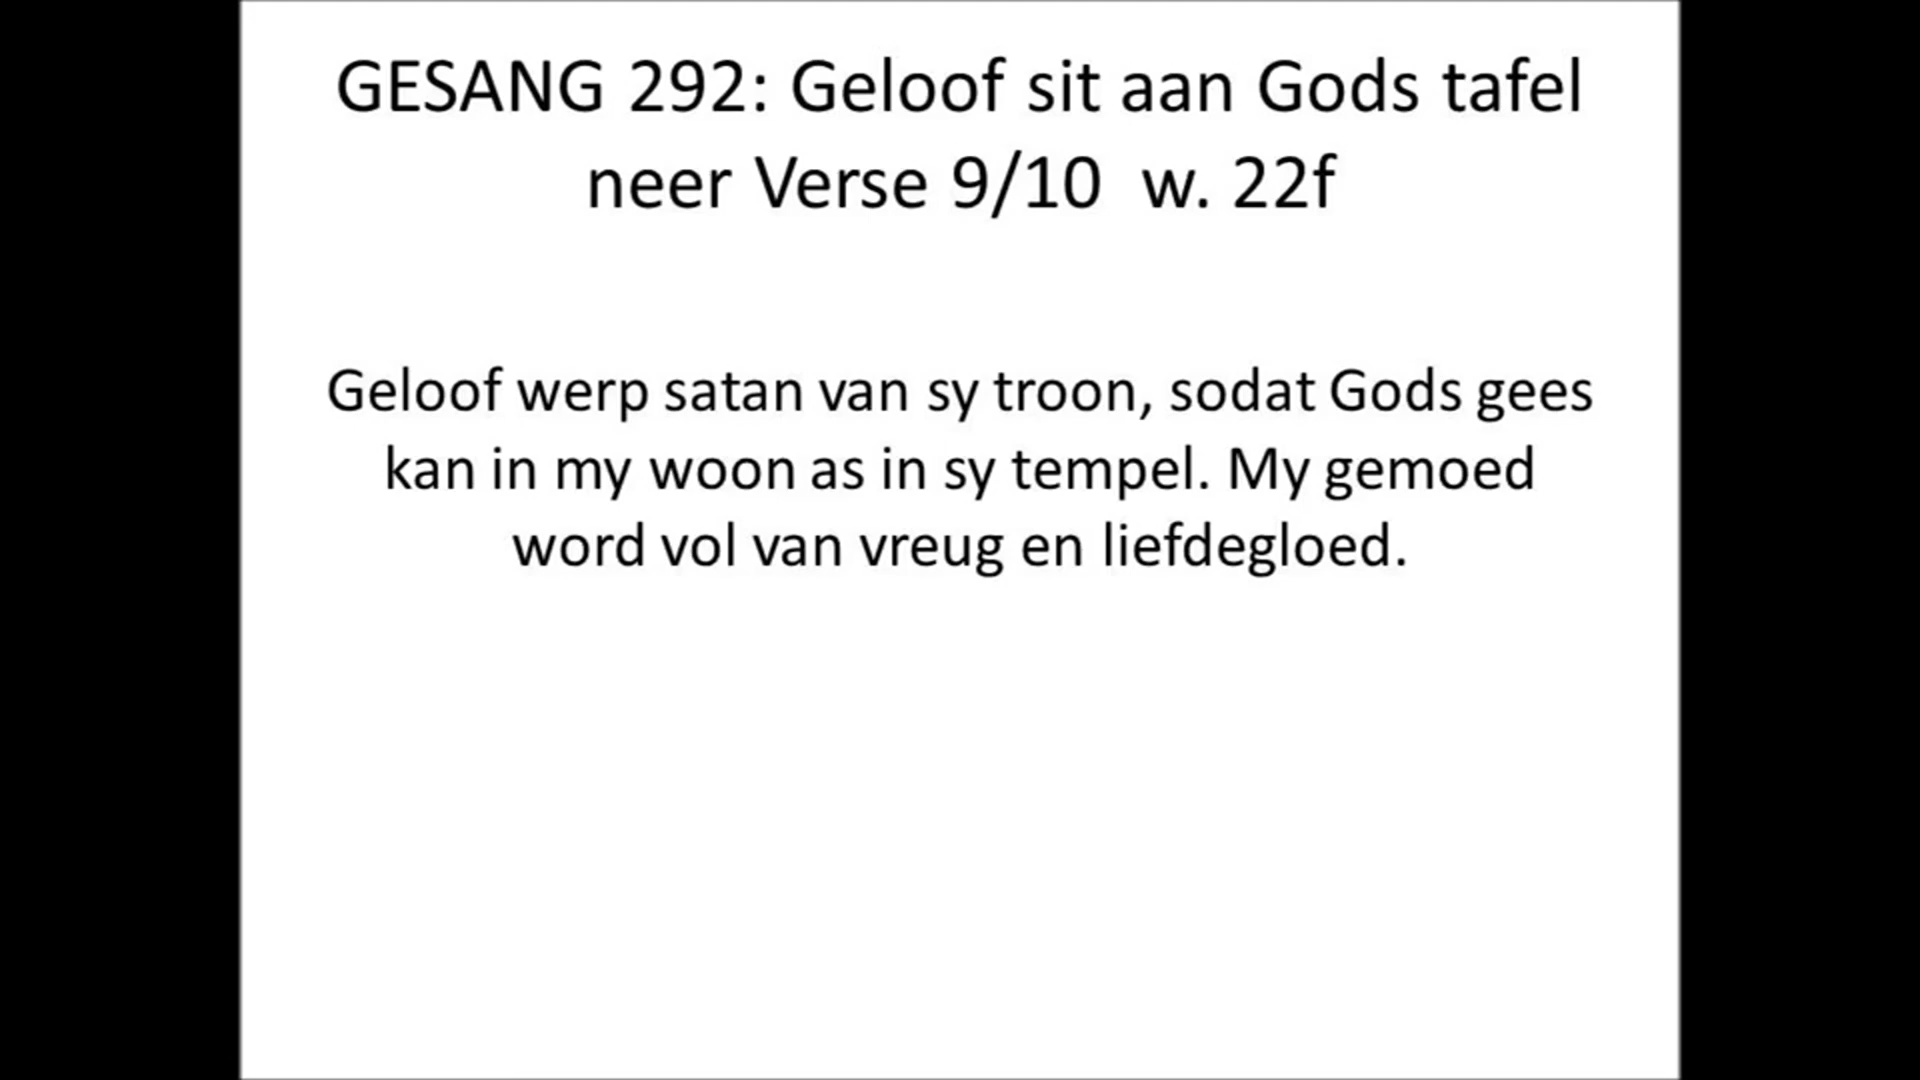 GESANG 292: Geloof sit aan Gods tafel
neer Verse 9/10  w. 22f
Geloof werp satan van sy troon, sodat Gods gees
kan in my woon as in sy tempel. My gemoed
word vol van vreug en liefdegloed.